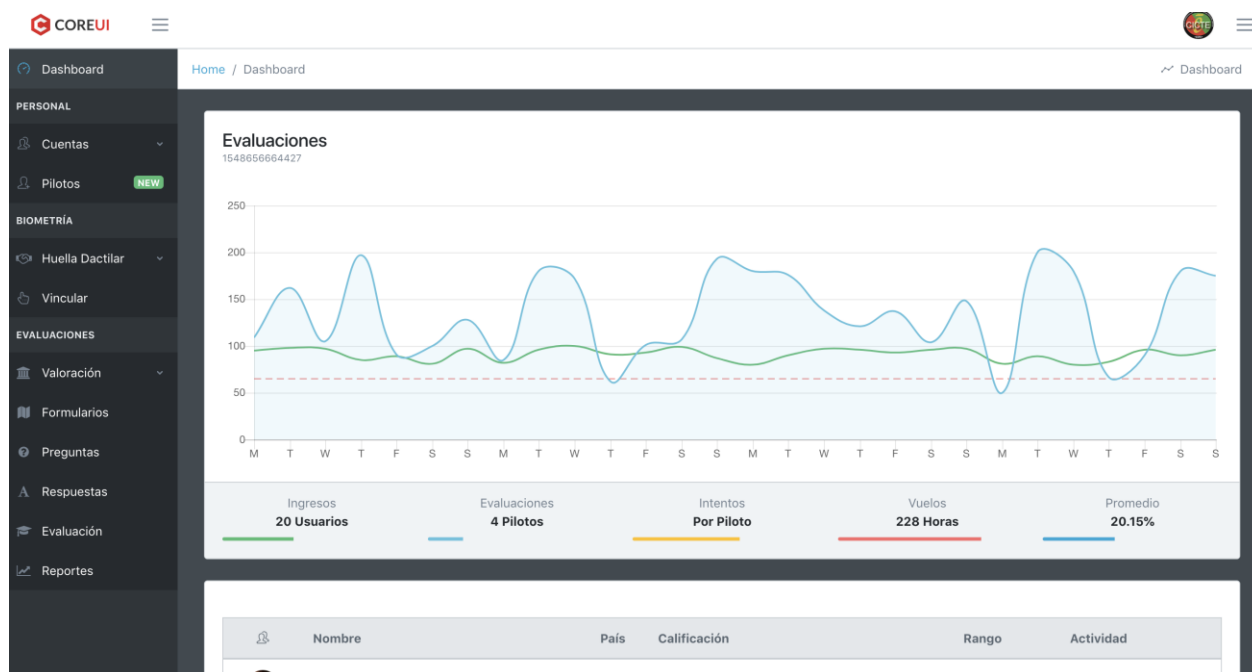 COREUI
CICTE
Dashboard
Home / Dashboard
Dashboard
PERSONAL
Cuentas
Pilotos NEW
BIOMETRÍA
Huella Dactilar
Vincular
EVALUACIONES
Valoración
Formularios
Preguntas
Respuestas
Evaluación
Reportes
Evaluaciones
1548656664427
250
200
150
100
50
0
M T W T F S S M T W T F S S M T W T F S S M T W T F S S
Ingresos Evaluaciones Intentos Vuelos Promedio
20 Usuarios 4 Pilotos Por Piloto 228 Horas 20.15%
Nombre País Calificación Rango Actividad